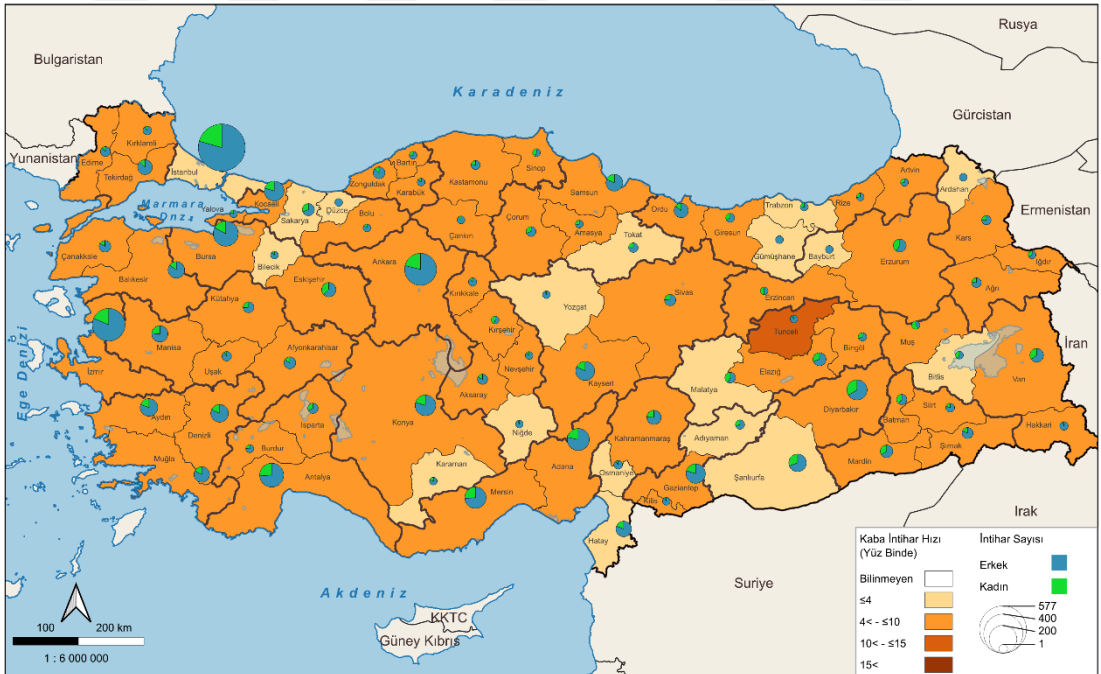 Rusya
Bulgaristan
Karadeniz
Gürcistan
Yunanistan
Kırklareli
Edirne
Tekirdağ
İstanbul
Marmara
Dnz.
Yalova
Kocaeli
Sakarya
Düzce
Bolu
Zonguldak
Bartın
Karabük
Kastamonu
Sinop
Çankırı
Çorum
Samsun
Amasya
Tokat
Ordu
Giresun
Trabzon
Gümüşhane
Bayburt
Rize
Artvin
Ardahan
Kars
Iğdır
Ermenistan
Çanakkale
Balıkesir
Bursa
Bilecik
Eskişehir
Ankara
Kırıkkale
Yozgat
Sivas
Erzincan
Erzurum
Ağrı
Kütahya
Manisa
Uşak
Afyonkarahisar
Kırşehir
Nevşehir
Aksaray
Kayseri
Malatya
Tunceli
Elazığ
Bingöl
Muş
Bitlis
Van
İran
Ege Denizi
İzmir
Aydın
Denizli
Isparta
Burdur
Muğla
Antalya
Konya
Karaman
Niğde
Mersin
Adana
Osmaniye
Hatay
Kahramanmaraş
Adıyaman
Gaziantep
Kilis
Şanlıurfa
Diyarbakır
Batman
Siirt
Mardin
Şırnak
Hakkari
Irak
Suriye
Akdeniz
KKTC
Güney Kıbrıs
100 200 km
1 : 6 000 000
Kaba İntihar Hızı
(Yüz Binde)
Bilinmeyen
≤4
4< - ≤10
10< - ≤15
15<
İntihar Sayısı
Erkek
Kadın
577
400
200
1